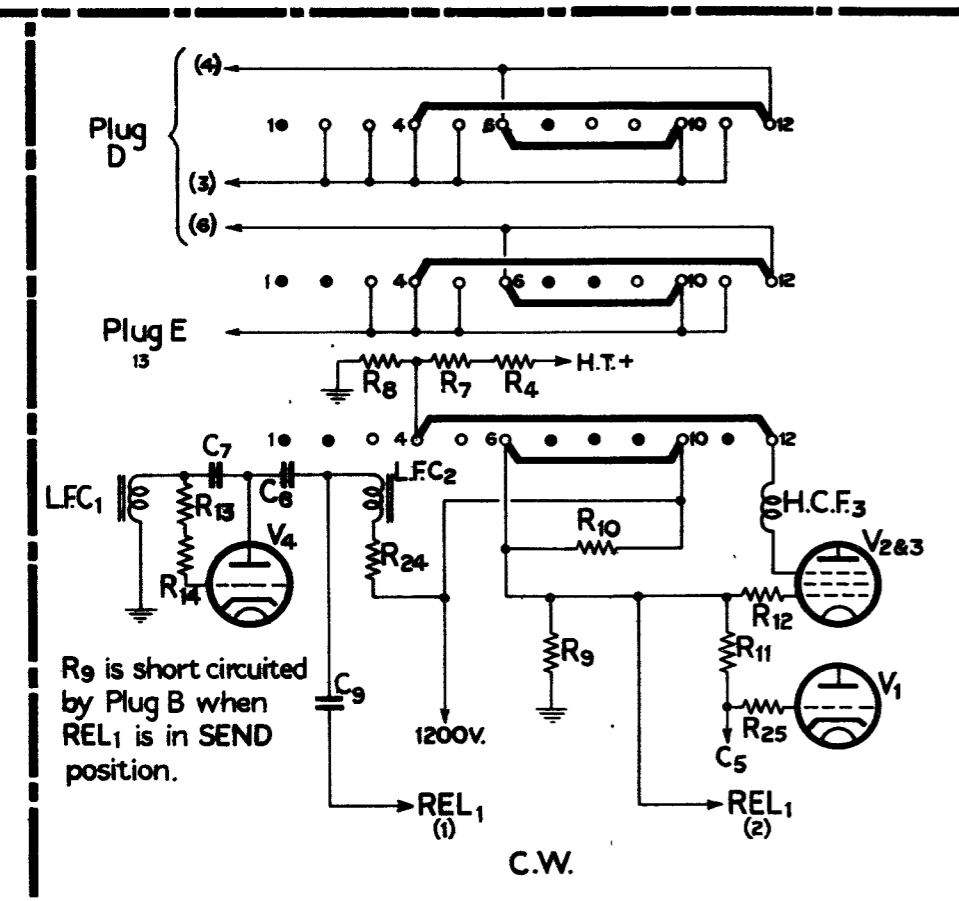 (4)
Plug
D
1 4 6 10 12
(3)
(6)
1 4 6 10 12
Plug E
13
R8 R7 R4 H.T.+
1 4 6 10 12
L.F.C1 C7 C8 L.F.C2
R13 V4 R24 R14
R10 H.C.F.3 V2&3
R12
R9 R11 V1
R25
C5
R9 is short circuited
by Plug B when
REL1 is in SEND
position.
C9
1200V.
REL1
(1)
REL1
(2)
C.W.